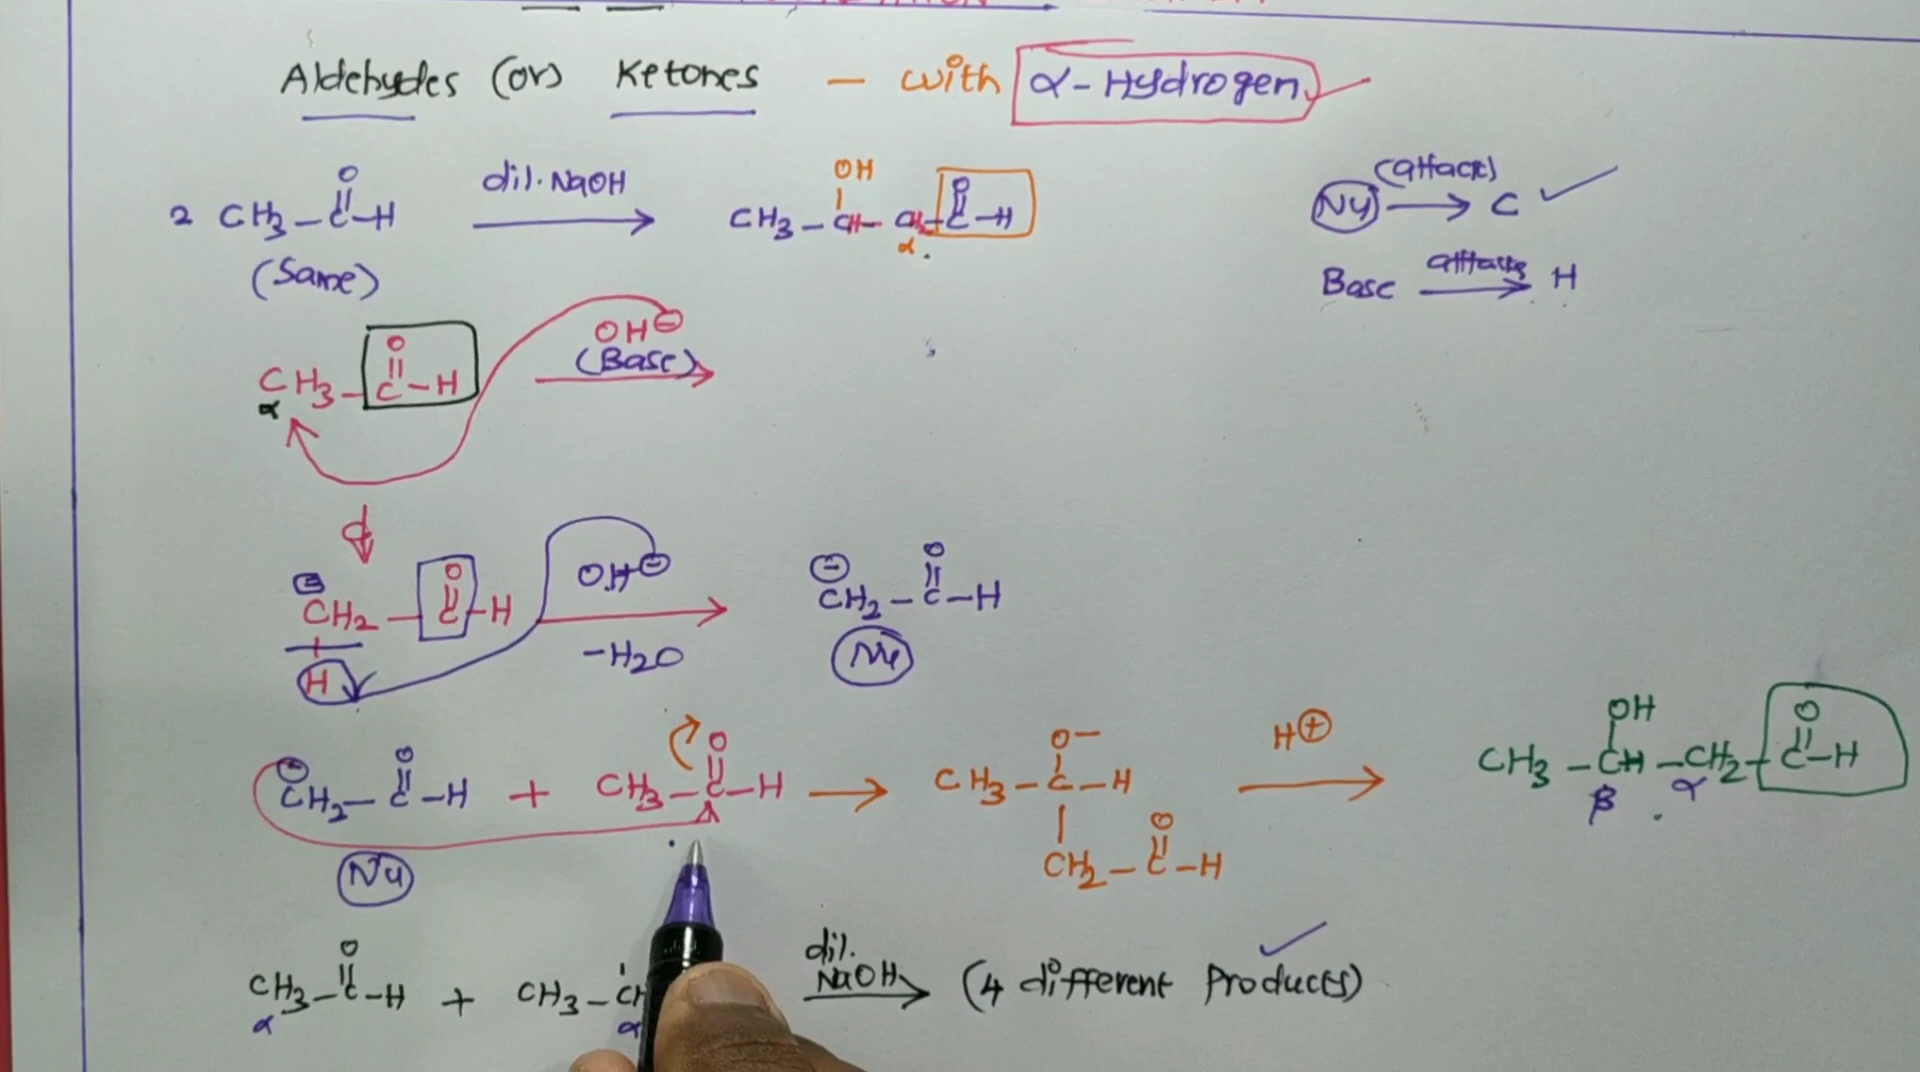 Aldehydes (or) Ketones - with α-Hydrogen
O OH O
2 CH3-C-H dil. NaOH → CH3-CH-CH2-C-H
α
(Same)
(attack)
Nu → C ✓
Base attacks → H
O
CH3-C-H OH⊖ →
α (Base)
⊖ O ⊖ O
CH2-C-H OH⊖ → CH2-C-H
H -H2O Nu
⊖ O O O- OH O
CH2-C-H + CH3-C-H → CH3-C-H H⊕ → CH3-CH-CH2-C-H
β α
O
CH2-C-H
Nu
O
CH3-C-H + CH3- dil. NaOH → (4 different Products) ✓
α α